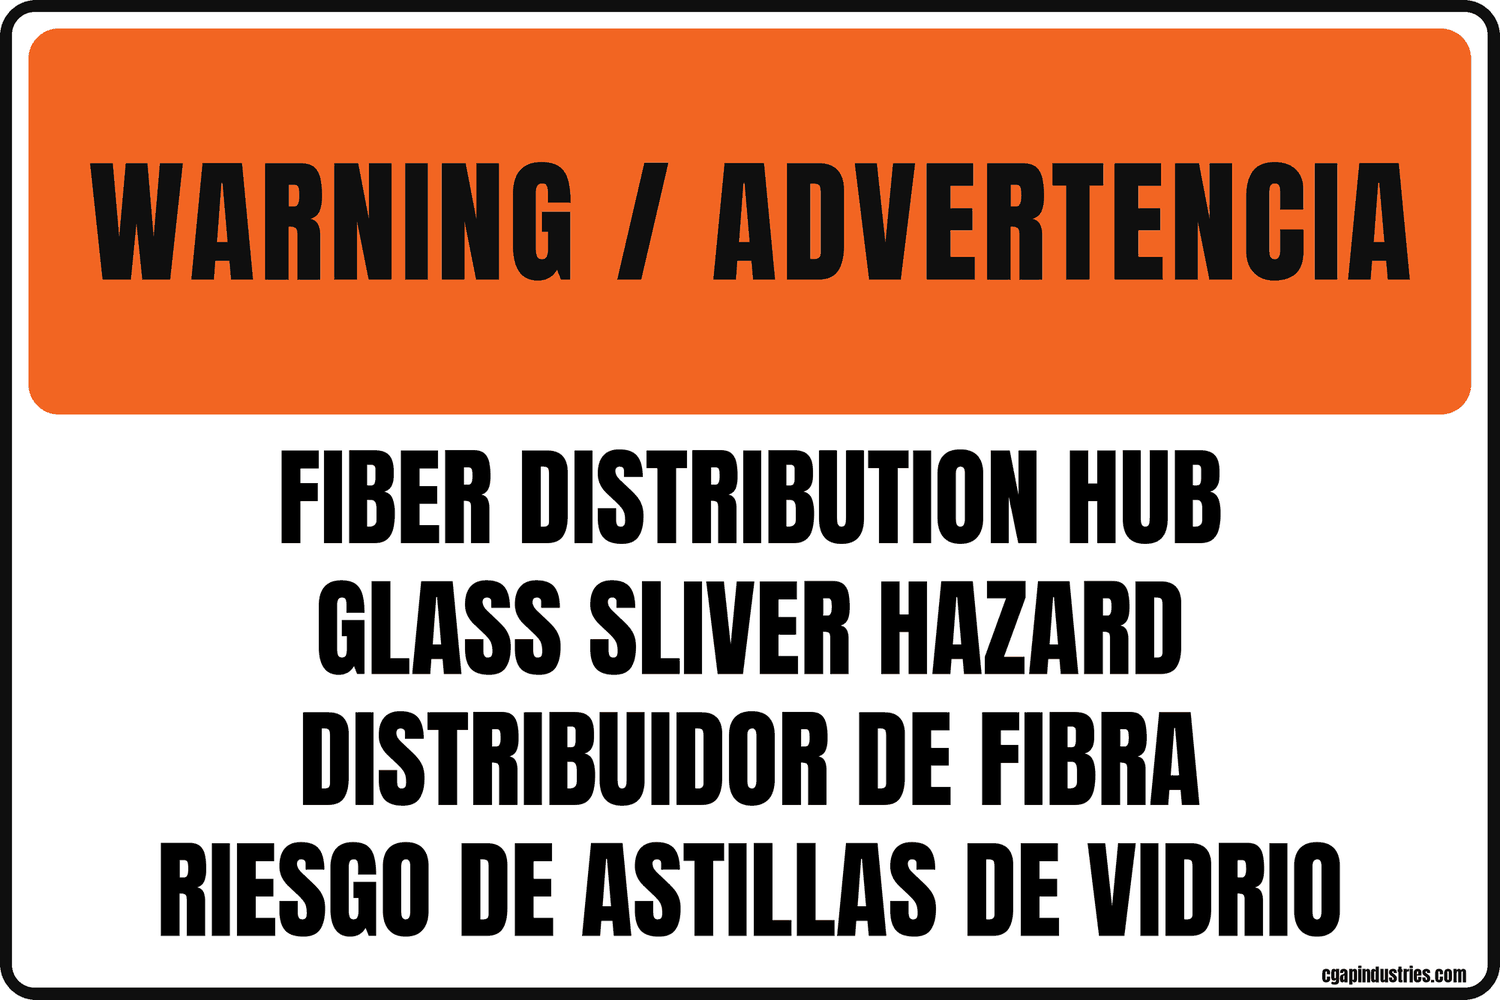 WARNING / ADVERTENCIA
FIBER DISTRIBUTION HUB
GLASS SLIVER HAZARD
DISTRIBUIDOR DE FIBRA
RIESGO DE ASTILLAS DE VIDRIO
cgapindustries.com